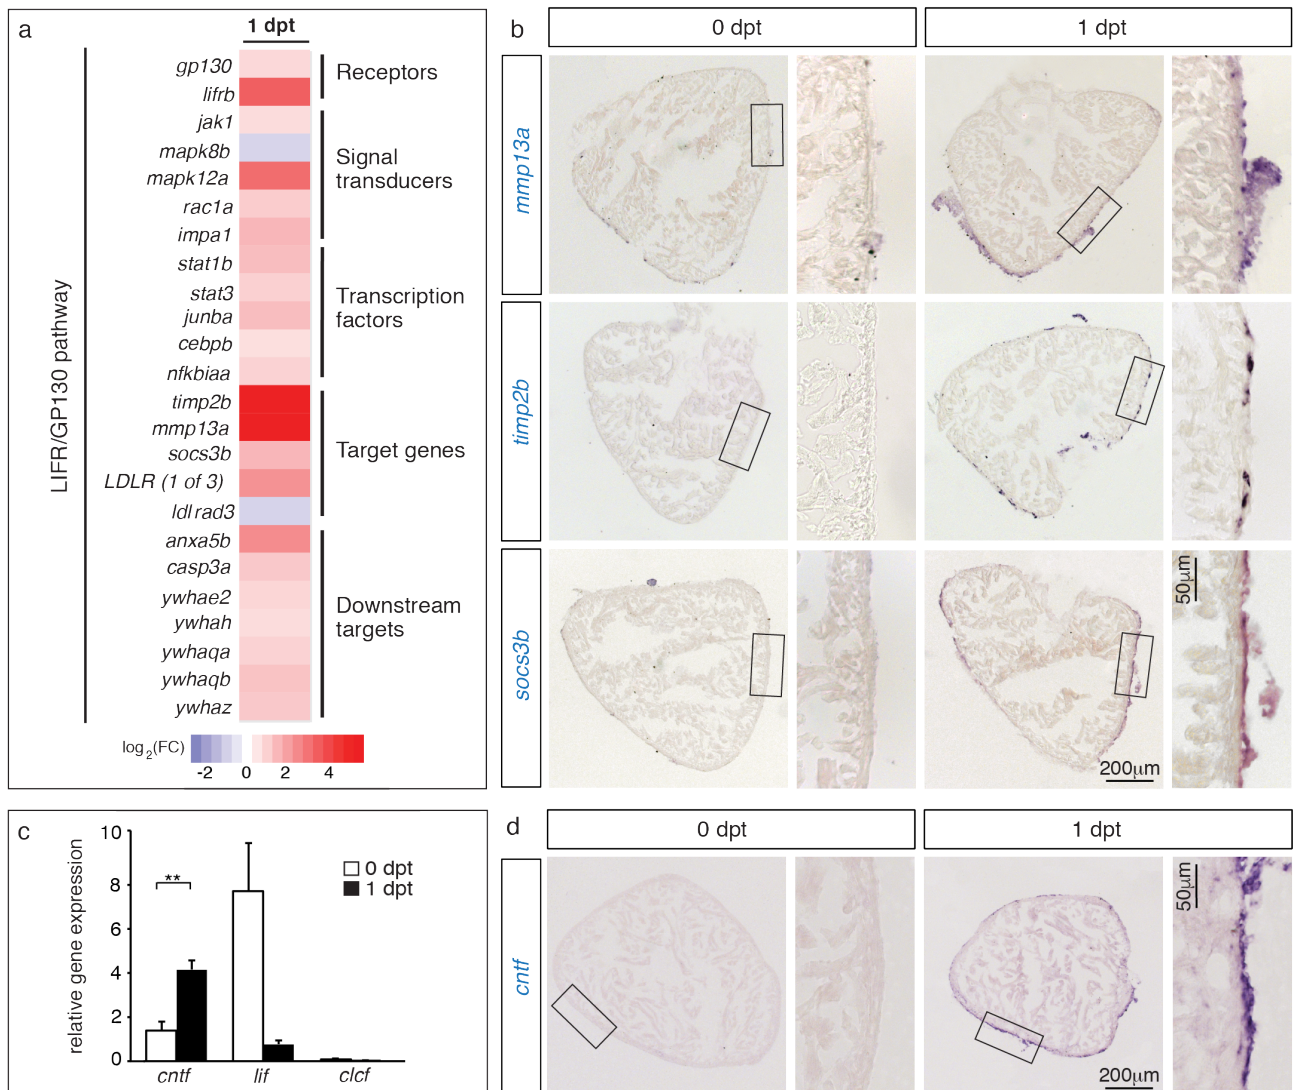 a
1 dpt
LIFR/GP130 pathway
gp130
lifrb
Receptors
jak1
mapk8b
mapk12a
rac1a
impa1
Signal
transducers
stat1b
stat3
junba
cebpb
nfkbiaa
Transcription
factors
timp2b
mmp13a
socs3b
LDLR (1 of 3)
ldlrad3
Target genes
anxa5b
casp3a
ywhae2
ywhah
ywhaqa
ywhaqb
ywhaz
Downstream
targets
log2(FC)
-2 0 2 4
b
0 dpt
1 dpt
mmp13a
timp2b
socs3b
50μm
200μm
c
relative gene expression
10
8
6
4
2
0
**
0 dpt
1 dpt
cntf lif clcf
d
0 dpt
1 dpt
cntf
50μm
200μm